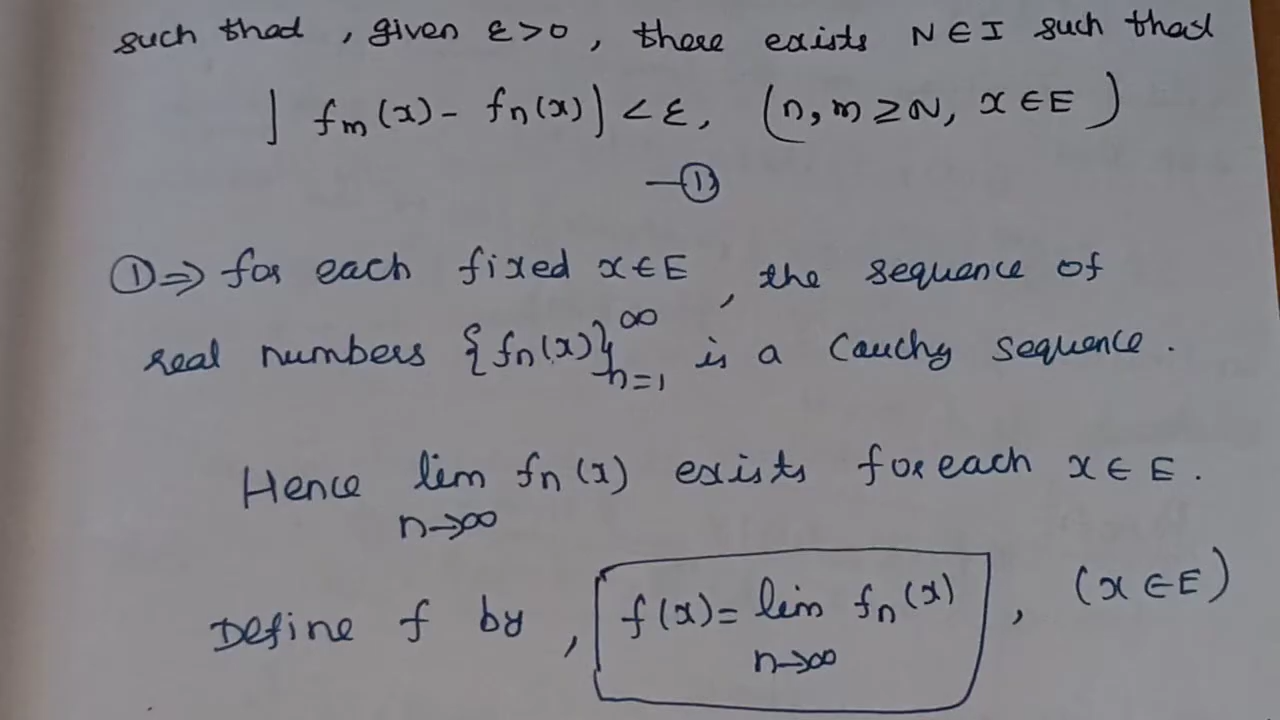 such that , given ε>0 , there exists N∈I such that
| fm(x) - fn(x)| < ε, (n, m ≥ N, x ∈ E )
—①
① ⇒ for each fixed x∈E , the sequence of
real numbers {fn(x)}∞n=1 is a Cauchy sequence .
Hence lim fn(x) exists for each x ∈ E .
n→∞
Define f by , f(x) = lim fn(x) , (x ∈ E)
n→∞